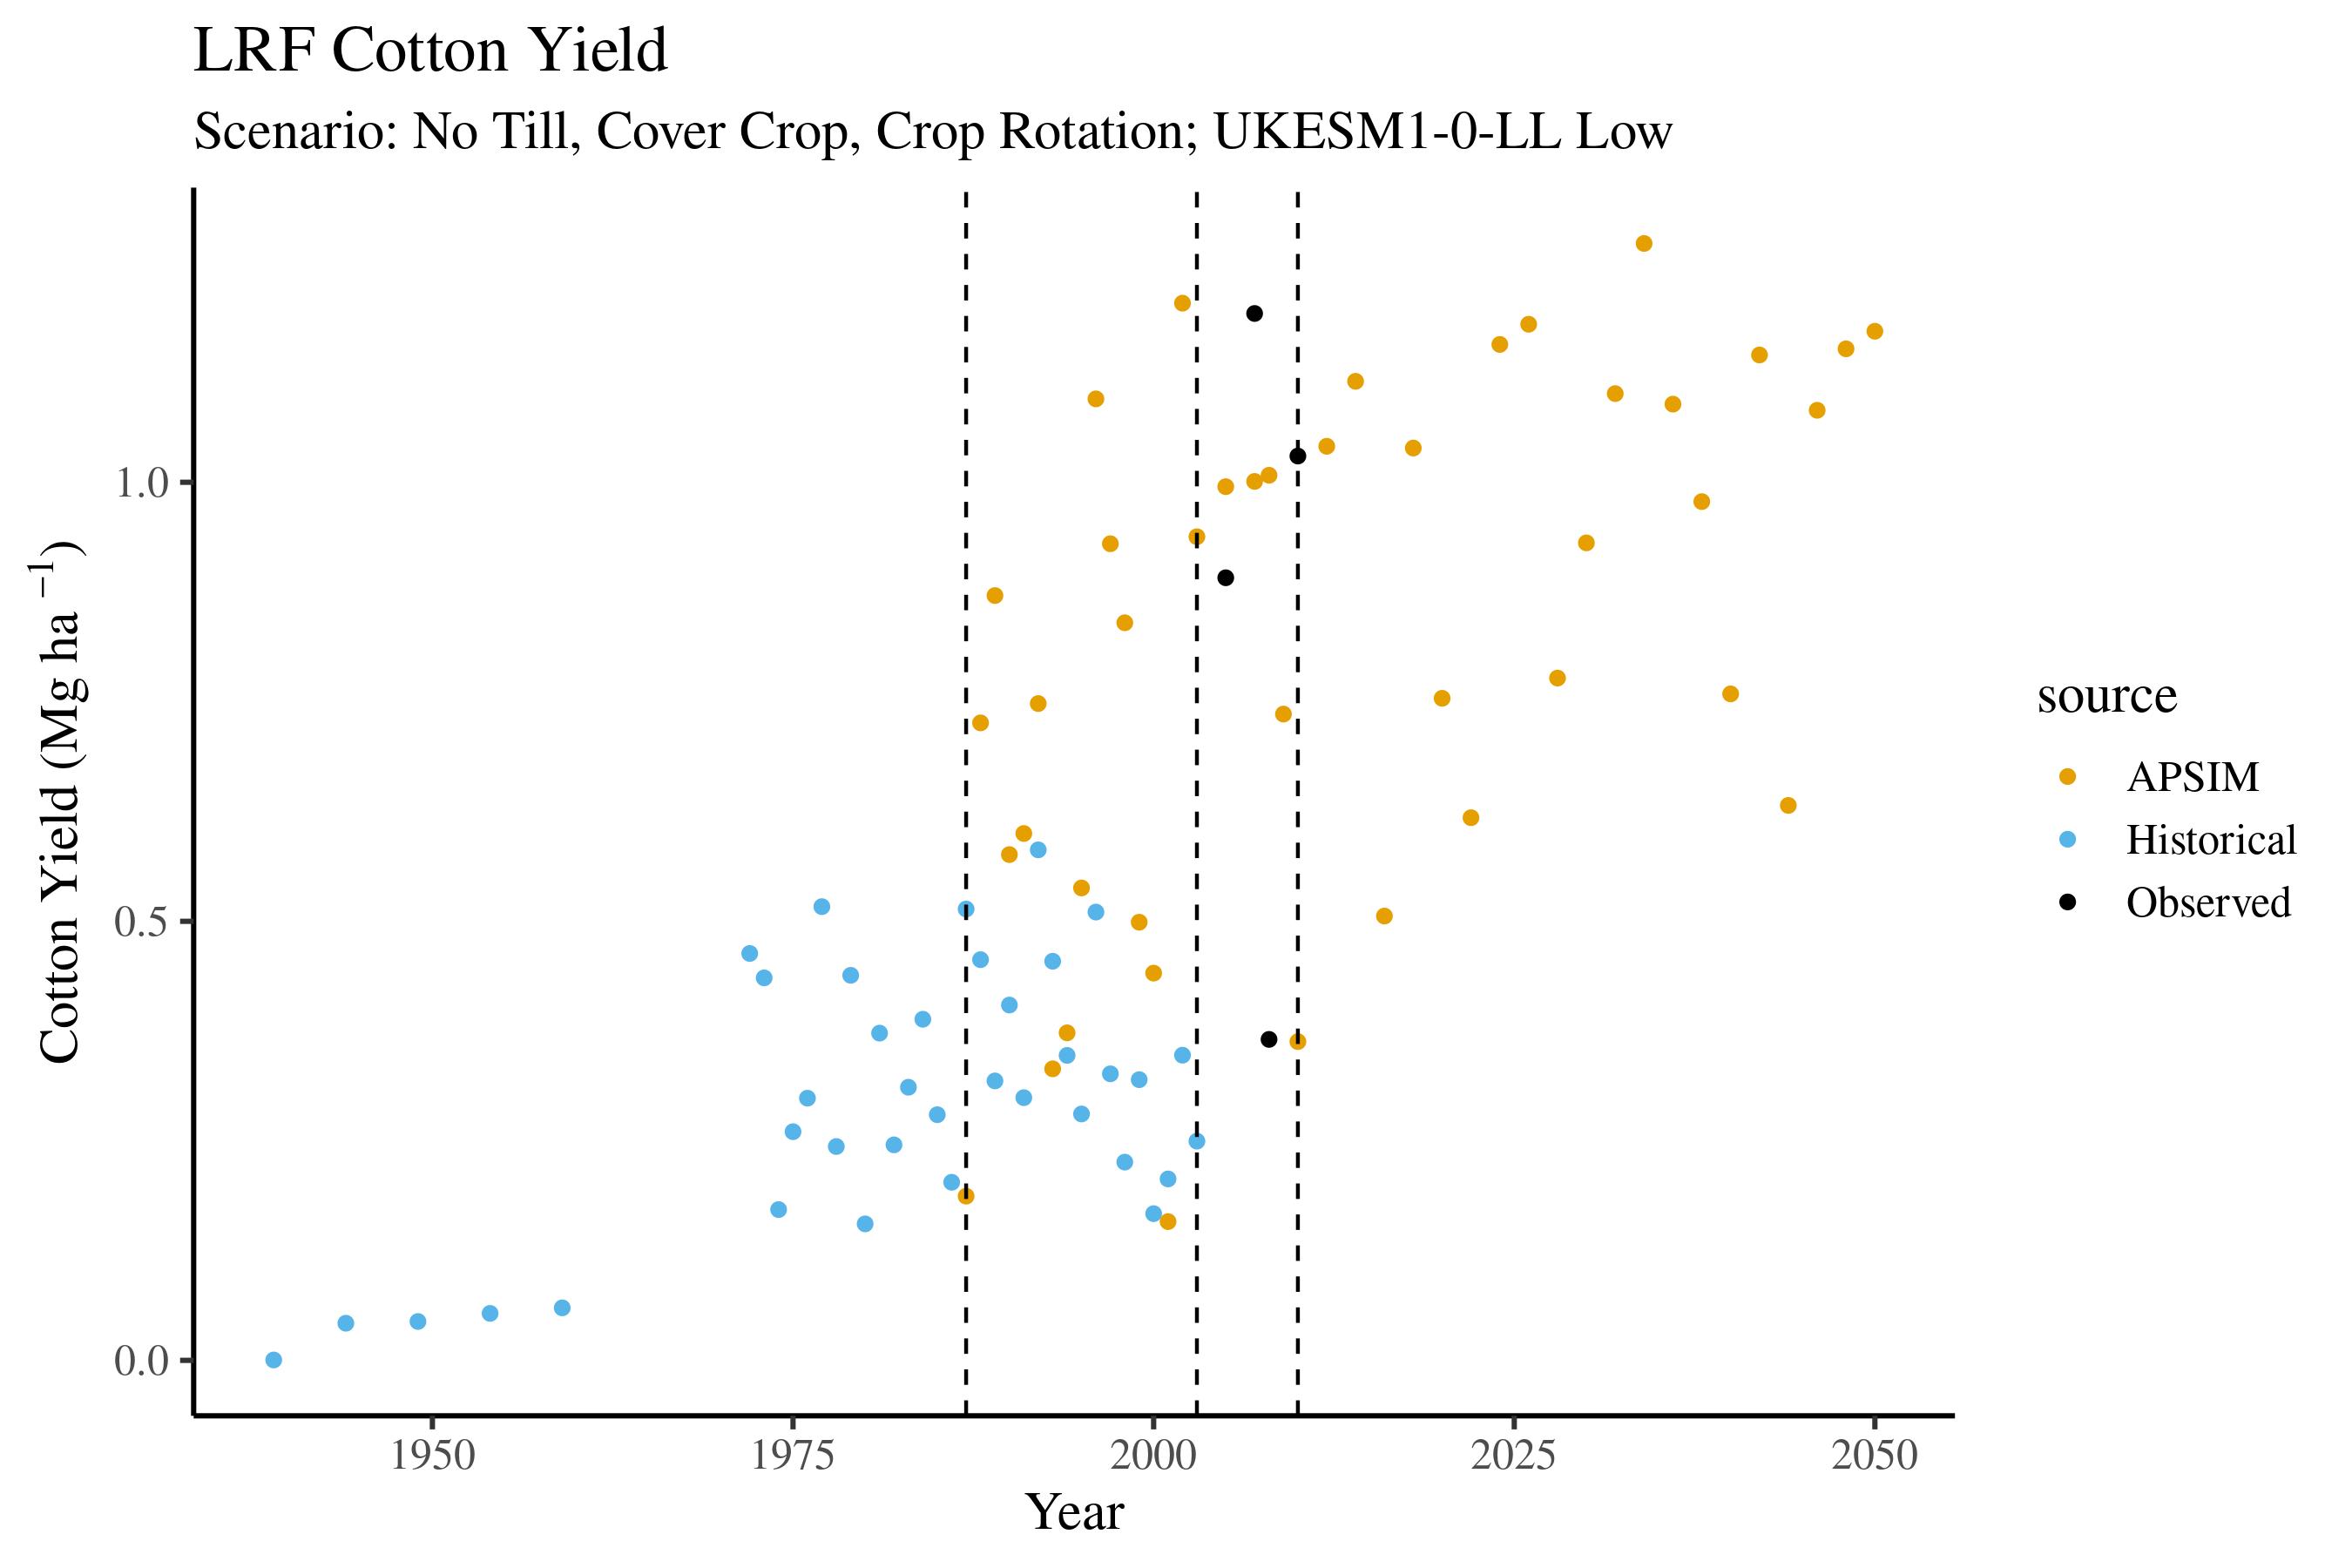 LRF Cotton Yield
Scenario: No Till, Cover Crop, Crop Rotation; UKESM1-0-LL Low
Cotton Yield (Mg ha −1)
1.0
0.5
0.0
1950 1975 2000 2025 2050
Year
source
APSIM
Historical
Observed